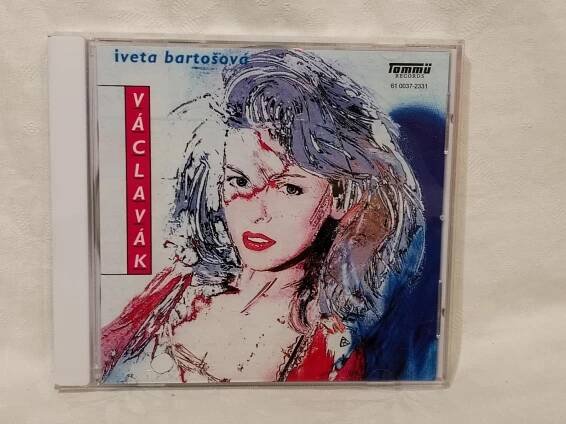 iveta bartošová
Tommü
RECORDS
61 0037-2331
VÁCLAVÁK